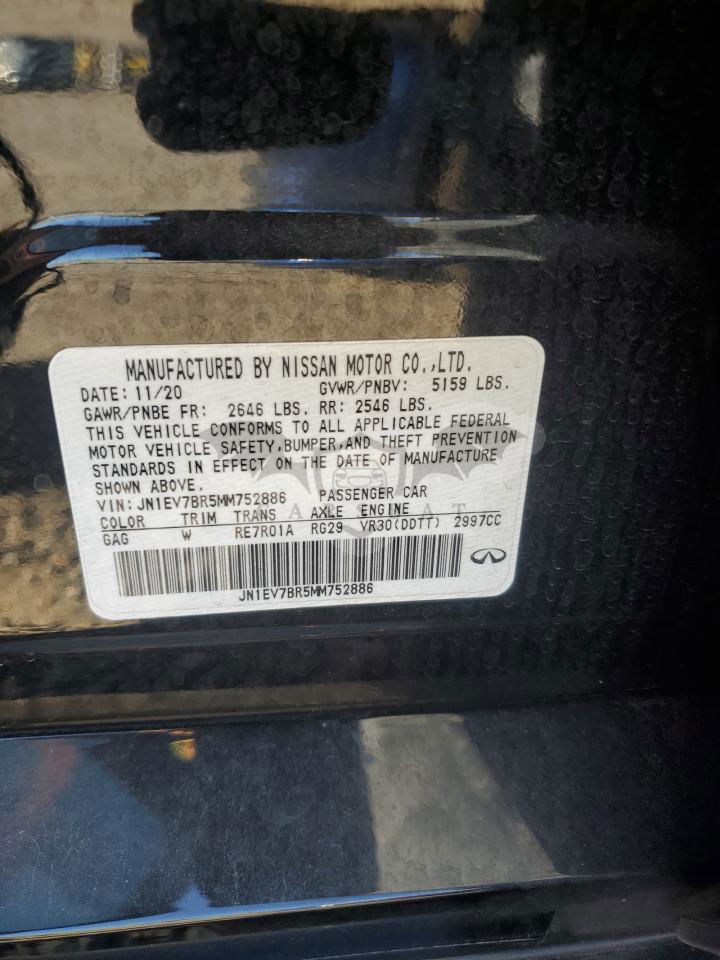 MANUFACTURED BY NISSAN MOTOR CO.,LTD.
DATE: 11/20 GVWR/PNBV: 5159 LBS.
GAWR/PNBE FR: 2646 LBS. RR: 2546 LBS.
THIS VEHICLE CONFORMS TO ALL APPLICABLE FEDERAL
MOTOR VEHICLE SAFETY,BUMPER,AND THEFT PREVENTION
STANDARDS IN EFFECT ON THE DATE OF MANUFACTURE
SHOWN ABOVE.
VIN: JN1EV7BR5MM752886 PASSENGER CAR
COLOR TRIM TRANS AXLE ENGINE
GAG W RE7R01A RG29 VR30(DDTT) 2997CC
JN1EV7BR5MM752886